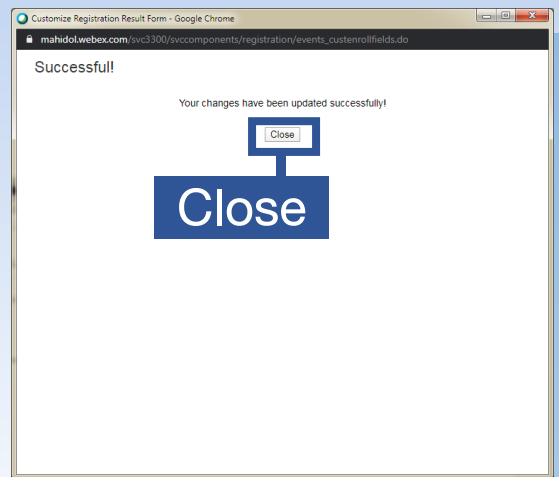 Customize Registration Result Form - Google Chrome
mahidol.webex.com/svc3300/svccomponents/registration/events_custenrollfields.do
Successful!
Your changes have been updated successfully!
Close
Close